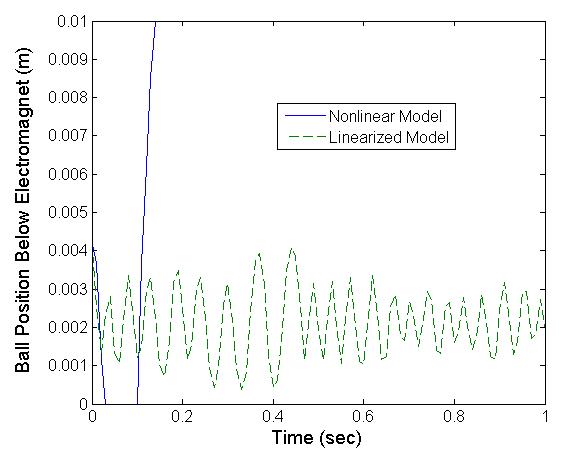 0.01
0.009
0.008
0.007
0.006
0.005
0.004
0.003
0.002
0.001
0
Ball Position Below Electromagnet (m)
Nonlinear Model
Linearized Model
0 0.2 0.4 0.6 0.8 1
Time (sec)